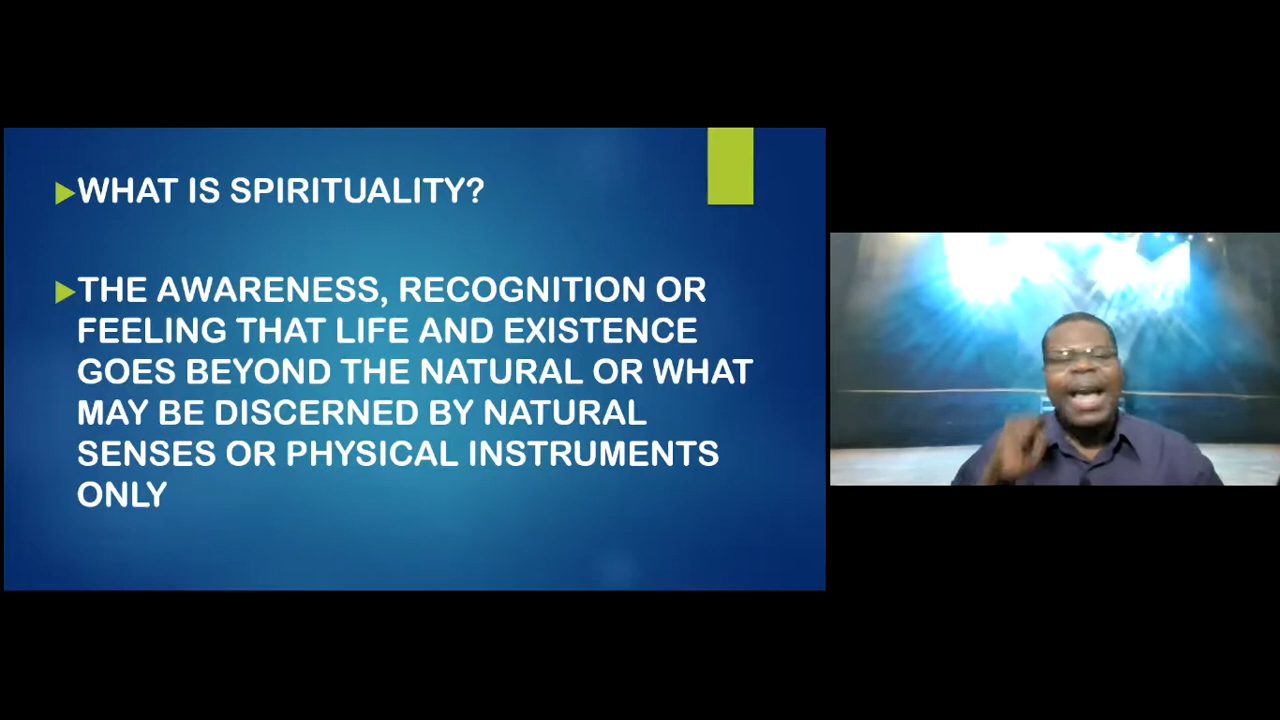 WHAT IS SPIRITUALITY?
THE AWARENESS, RECOGNITION OR
FEELING THAT LIFE AND EXISTENCE
GOES BEYOND THE NATURAL OR WHAT
MAY BE DISCERNED BY NATURAL
SENSES OR PHYSICAL INSTRUMENTS
ONLY